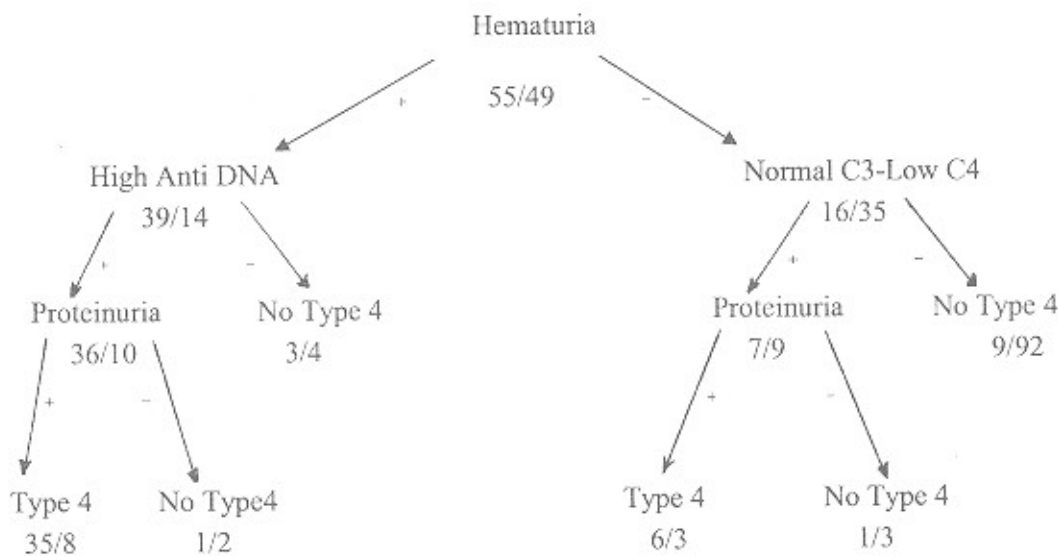 Hematuria
+ 55/49 -
High Anti DNA Normal C3-Low C4
39/14 16/35
+ - + -
Proteinuria No Type 4 Proteinuria No Type 4
36/10 3/4 7/9 9/92
+ - + -
Type 4 No Type4 Type 4 No Type 4
35/8 1/2 6/3 1/3